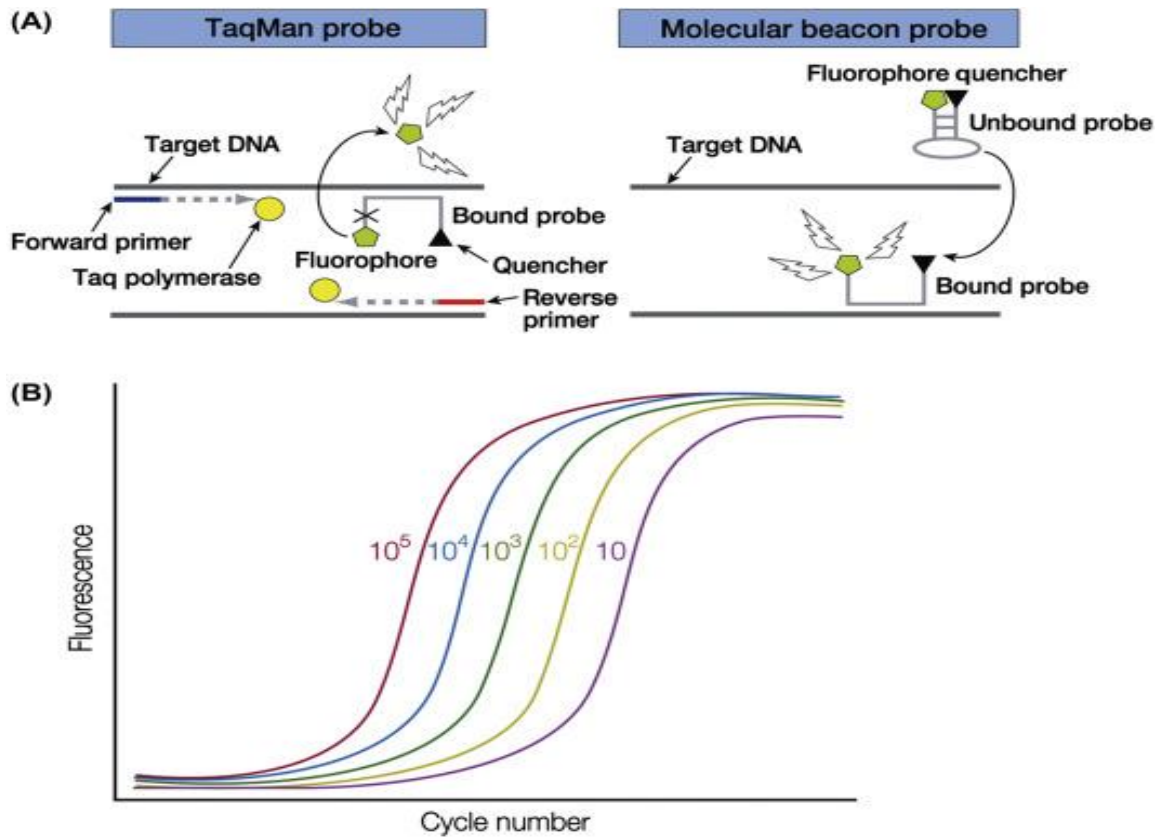 (A)
TaqMan probe
Target DNA
Forward primer
Taq polymerase
Fluorophore
Bound probe
Quencher
Reverse
primer
Molecular beacon probe
Fluorophore quencher
Unbound probe
Target DNA
Bound probe
(B)
Fluorescence
10⁵
10⁴
10³
10²
10
Cycle number